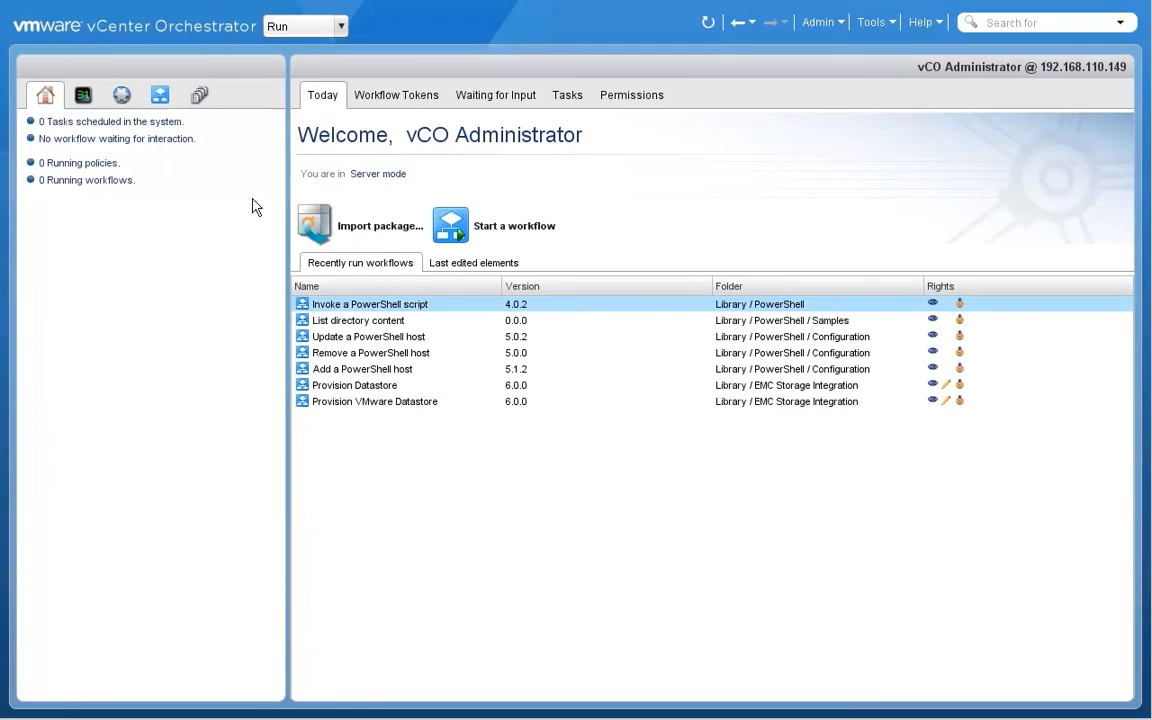 vmware vCenter Orchestrator Run Admin Tools Help Search for
vCO Administrator @ 192.168.110.149
31
Today Workflow Tokens Waiting for Input Tasks Permissions
0 Tasks scheduled in the system.
No workflow waiting for interaction.
0 Running policies.
0 Running workflows.
Welcome, vCO Administrator
You are in Server mode
Import package... Start a workflow
Recently run workflows Last edited elements
Name Version Folder Rights
Invoke a PowerShell script 4.0.2 Library / PowerShell
List directory content 0.0.0 Library / PowerShell / Samples
Update a PowerShell host 5.0.2 Library / PowerShell / Configuration
Remove a PowerShell host 5.0.0 Library / PowerShell / Configuration
Add a PowerShell host 5.1.2 Library / PowerShell / Configuration
Provision Datastore 6.0.0 Library / EMC Storage Integration
Provision VMware Datastore 6.0.0 Library / EMC Storage Integration